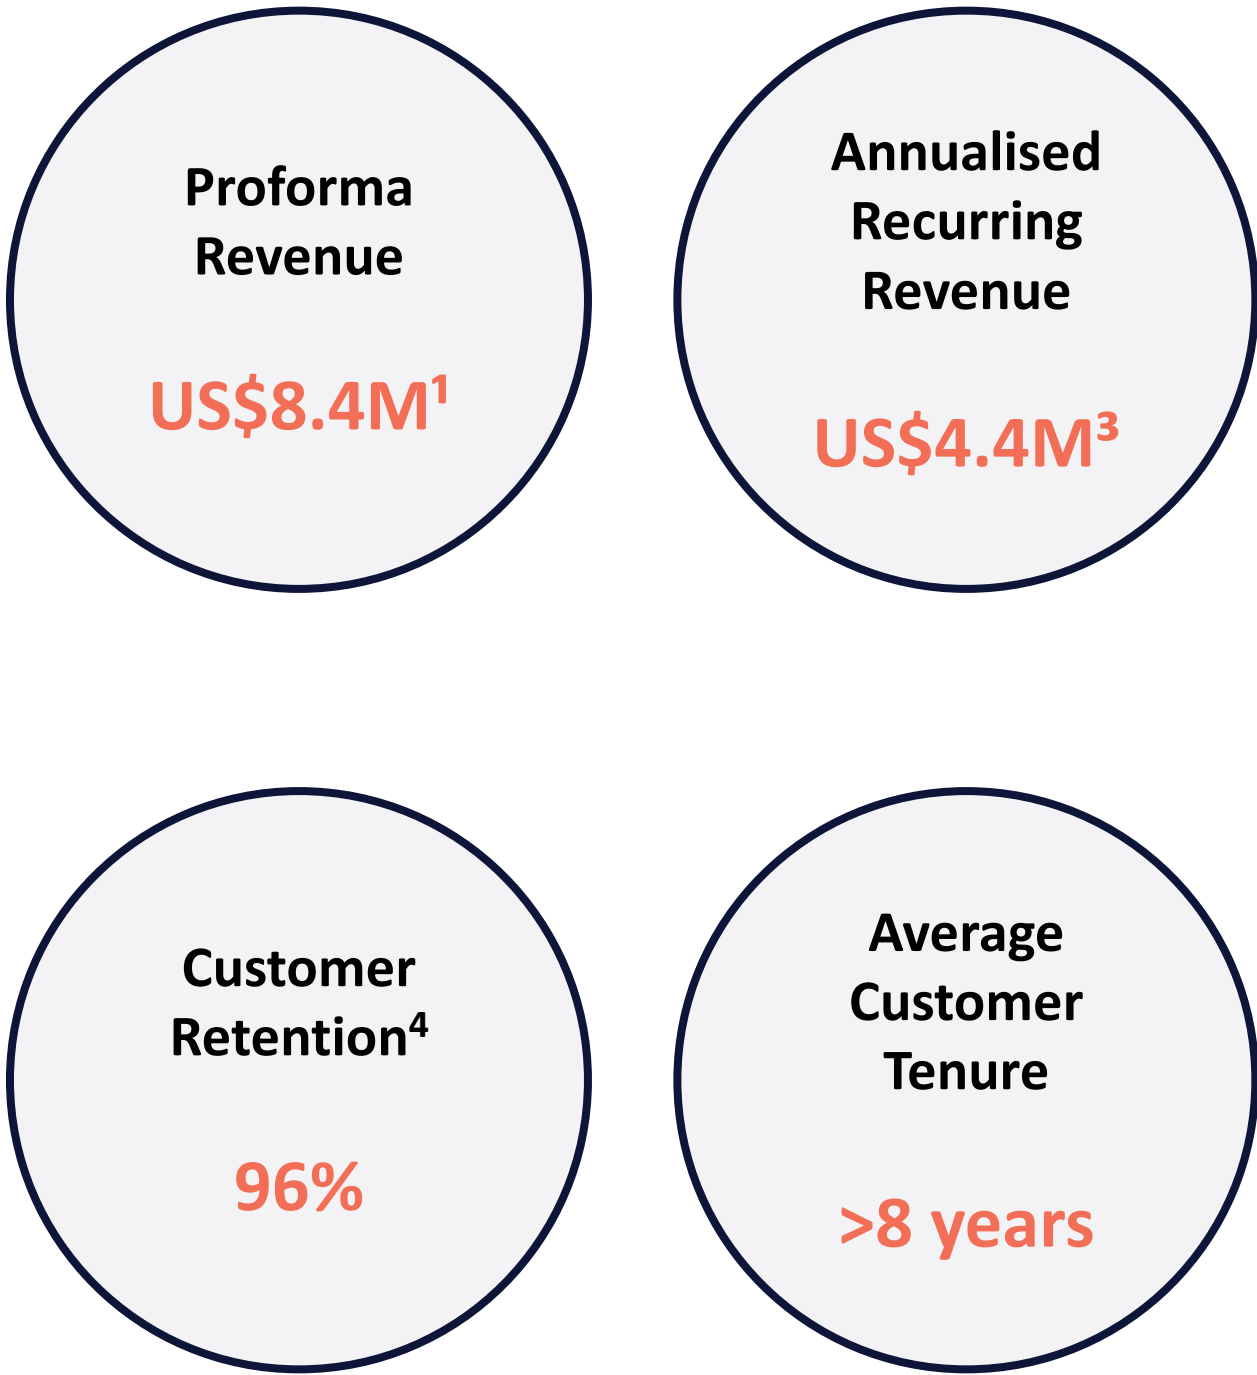 Proforma
Revenue
US$8.4M¹
Annualised
Recurring
Revenue
US$4.4M³
Customer
Retention⁴
96%
Average
Customer
Tenure
>8 years